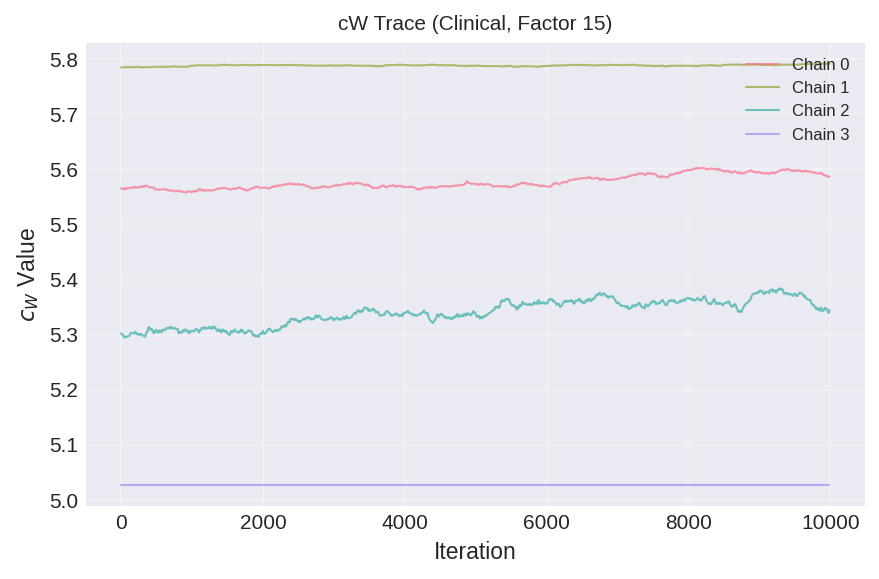 cW Trace (Clinical, Factor 15)
5.8
5.7
5.6
5.5
5.4
5.3
5.2
5.1
5.0
cW Value
Chain 0
Chain 1
Chain 2
Chain 3
0 2000 4000 6000 8000 10000
Iteration